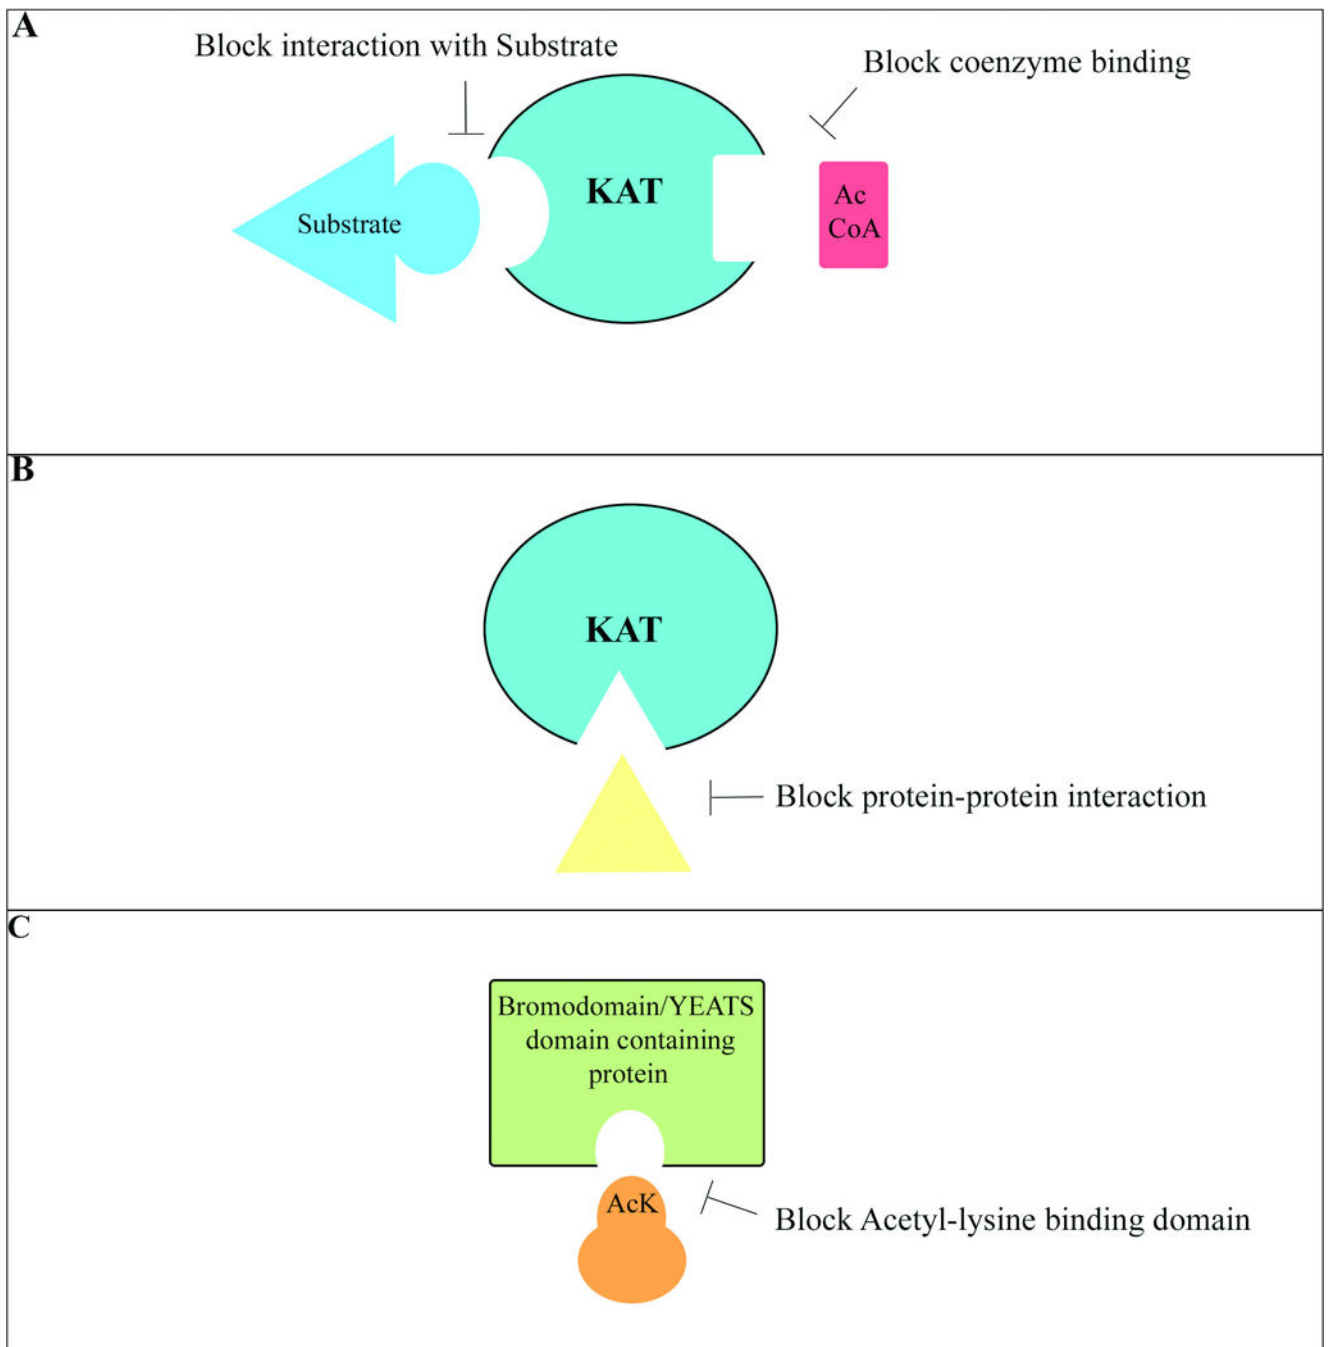 A
Block interaction with Substrate
Block coenzyme binding
KAT
Substrate
Ac
CoA
B
KAT
Block protein-protein interaction
C
Bromodomain/YEATS
domain containing
protein
AcK
Block Acetyl-lysine binding domain